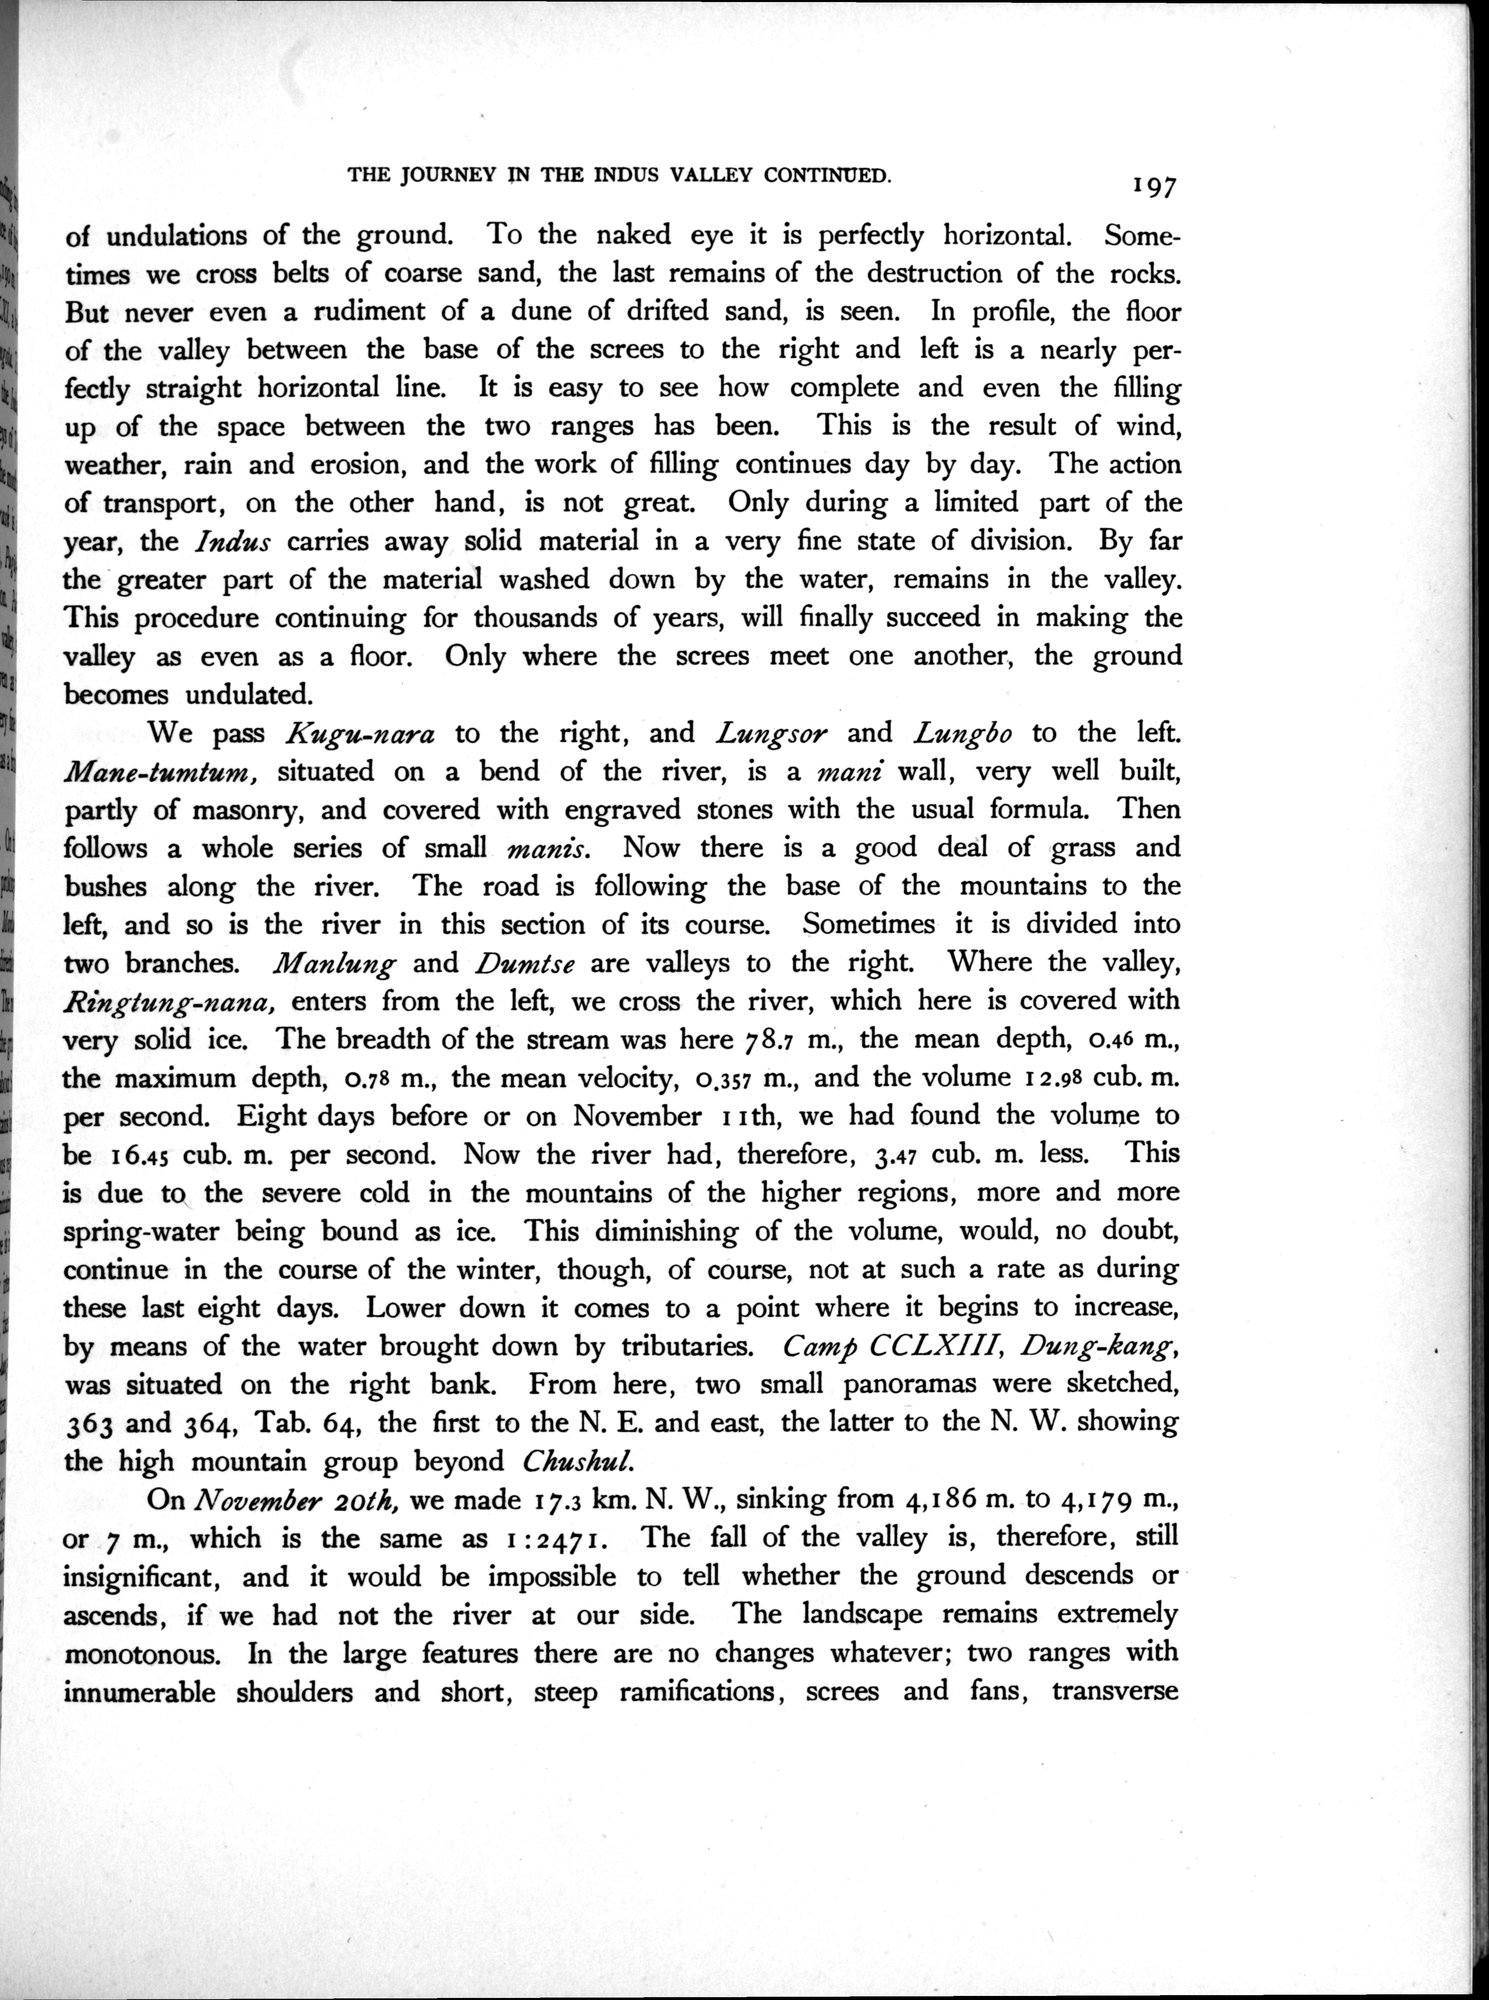 THE JOURNEY IN THE INDUS VALLEY CONTINUED.
197
of undulations of the ground. To the naked eye it is perfectly horizontal. Some-
times we cross belts of coarse sand, the last remains of the destruction of the rocks.
But never even a rudiment of a dune of drifted sand, is seen. In profile, the floor
of the valley between the base of the screes to the right and left is a nearly per-
fectly straight horizontal line. It is easy to see how complete and even the filling
up of the space between the two ranges has been. This is the result of wind,
weather, rain and erosion, and the work of filling continues day by day. The action
of transport, on the other hand, is not great. Only during a limited part of the
year, the Indus carries away solid material in a very fine state of division. By far
the greater part of the material washed down by the water, remains in the valley.
This procedure continuing for thousands of years, will finally succeed in making the
valley as even as a floor. Only where the screes meet one another, the ground
becomes undulated.
We pass Kugu-nara to the right, and Lungsor and Lungbo to the left.
Mane-tumtum, situated on a bend of the river, is a mani wall, very well built,
partly of masonry, and covered with engraved stones with the usual formula. Then
follows a whole series of small manis. Now there is a good deal of grass and
bushes along the river. The road is following the base of the mountains to the
left, and so is the river in this section of its course. Sometimes it is divided into
two branches. Manlung and Dumtse are valleys to the right. Where the valley,
Ringtung-nana, enters from the left, we cross the river, which here is covered with
very solid ice. The breadth of the stream was here 78.7 m., the mean depth, 0.46 m.,
the maximum depth, 0.78 m., the mean velocity, 0.357 m., and the volume 12.98 cub. m.
per second. Eight days before or on November 11th, we had found the volume to
be 16.45 cub. m. per second. Now the river had, therefore, 3.47 cub. m. less. This
is due to the severe cold in the mountains of the higher regions, more and more
spring-water being bound as ice. This diminishing of the volume, would, no doubt,
continue in the course of the winter, though, of course, not at such a rate as during
these last eight days. Lower down it comes to a point where it begins to increase,
by means of the water brought down by tributaries. Camp CCLXIII, Dung-kang,
was situated on the right bank. From here, two small panoramas were sketched,
363 and 364, Tab. 64, the first to the N. E. and east, the latter to the N. W. showing
the high mountain group beyond Chushul.
On November 20th, we made 17.3 km. N. W., sinking from 4,186 m. to 4,179 m.,
or 7 m., which is the same as 1:2471. The fall of the valley is, therefore, still
insignificant, and it would be impossible to tell whether the ground descends or
ascends, if we had not the river at our side. The landscape remains extremely
monotonous. In the large features there are no changes whatever; two ranges with
innumerable shoulders and short, steep ramifications, screes and fans, transverse